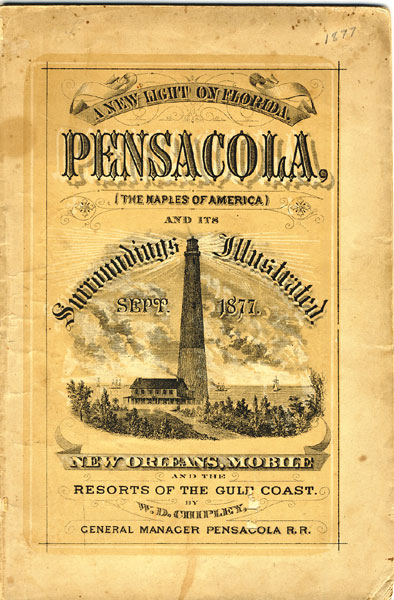 1877
A NEW LIGHT ON FLORIDA.
PENSACOLA,
(THE NAPLES OF AMERICA)
AND ITS
Surroundings Illustrated.
SEPT. 1877.
NEW ORLEANS, MOBILE
AND THE
RESORTS OF THE GULF COAST.
BY
W.D. CHIPLEY,
GENERAL MANAGER PENSACOLA R.R.